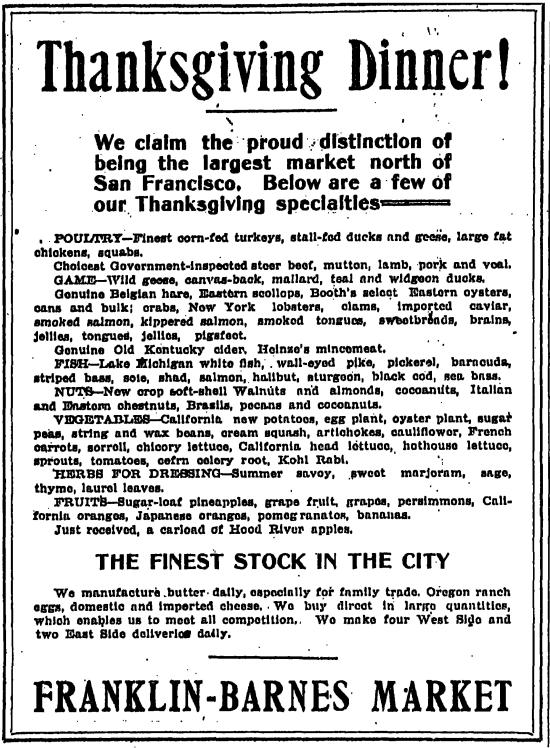 Thanksgiving Dinner!
We claim the proud distinction of
being the largest market north of
San Francisco. Below are a few of
our Thanksgiving specialties
POULTRY—Finest corn-fed turkeys, stall-fed ducks and geese, large fat
chickens, squabs.
Choicest Government-inspected steer beef, mutton, lamb, pork and veal.
GAME—Wild geese, canvas-back, mallard, teal and widgeon ducks.
Genuine Belgian hare, Eastern scollops, Booth's select Eastern oysters,
cans and bulk; crabs, New York lobsters, clams, imported caviar,
smoked salmon, kippered salmon, smoked tongues, sweetbreads, brains,
jellies, tongues, jellies, pigsfeet.
Genuine Old Kentucky cider, Heinze's mincemeat.
FISH—Lake Michigan white fish, wall-eyed pike, pickerel, barracuda,
striped bass, sole, shad, salmon, halibut, sturgeon, black cod, sea bass.
NUTS—New crop soft-shell Walnuts and almonds, cocoanuts, Italian
and Eastern chestnuts, Brasils, pecans and cocoanuts.
VEGETABLES—California new potatoes, egg plant, oyster plant, sugar
peas, string and wax beans, cream squash, artichokes, cauliflower, French
carrots, sorrell, chicory lettuce, California head lettuce, hothouse lettuce,
sprouts, tomatoes, celery root, Kohl Rabi.
HERBS FOR DRESSING—Summer savoy, sweet marjoram, sage,
thyme, laurel leaves.
FRUITS—Sugar-loaf pineapples, grape fruit, grapes, persimmons, Cali-
fornia oranges, Japanese oranges, pomegranates, bananas.
Just received, a carload of Hood River apples.
THE FINEST STOCK IN THE CITY
We manufacture butter daily, especially for family trade. Oregon ranch
eggs, domestic and imported cheese. We buy direct in large quantities,
which enables us to meet all competition. We make four West Side and
two East Side deliveries daily.
FRANKLIN-BARNES MARKET